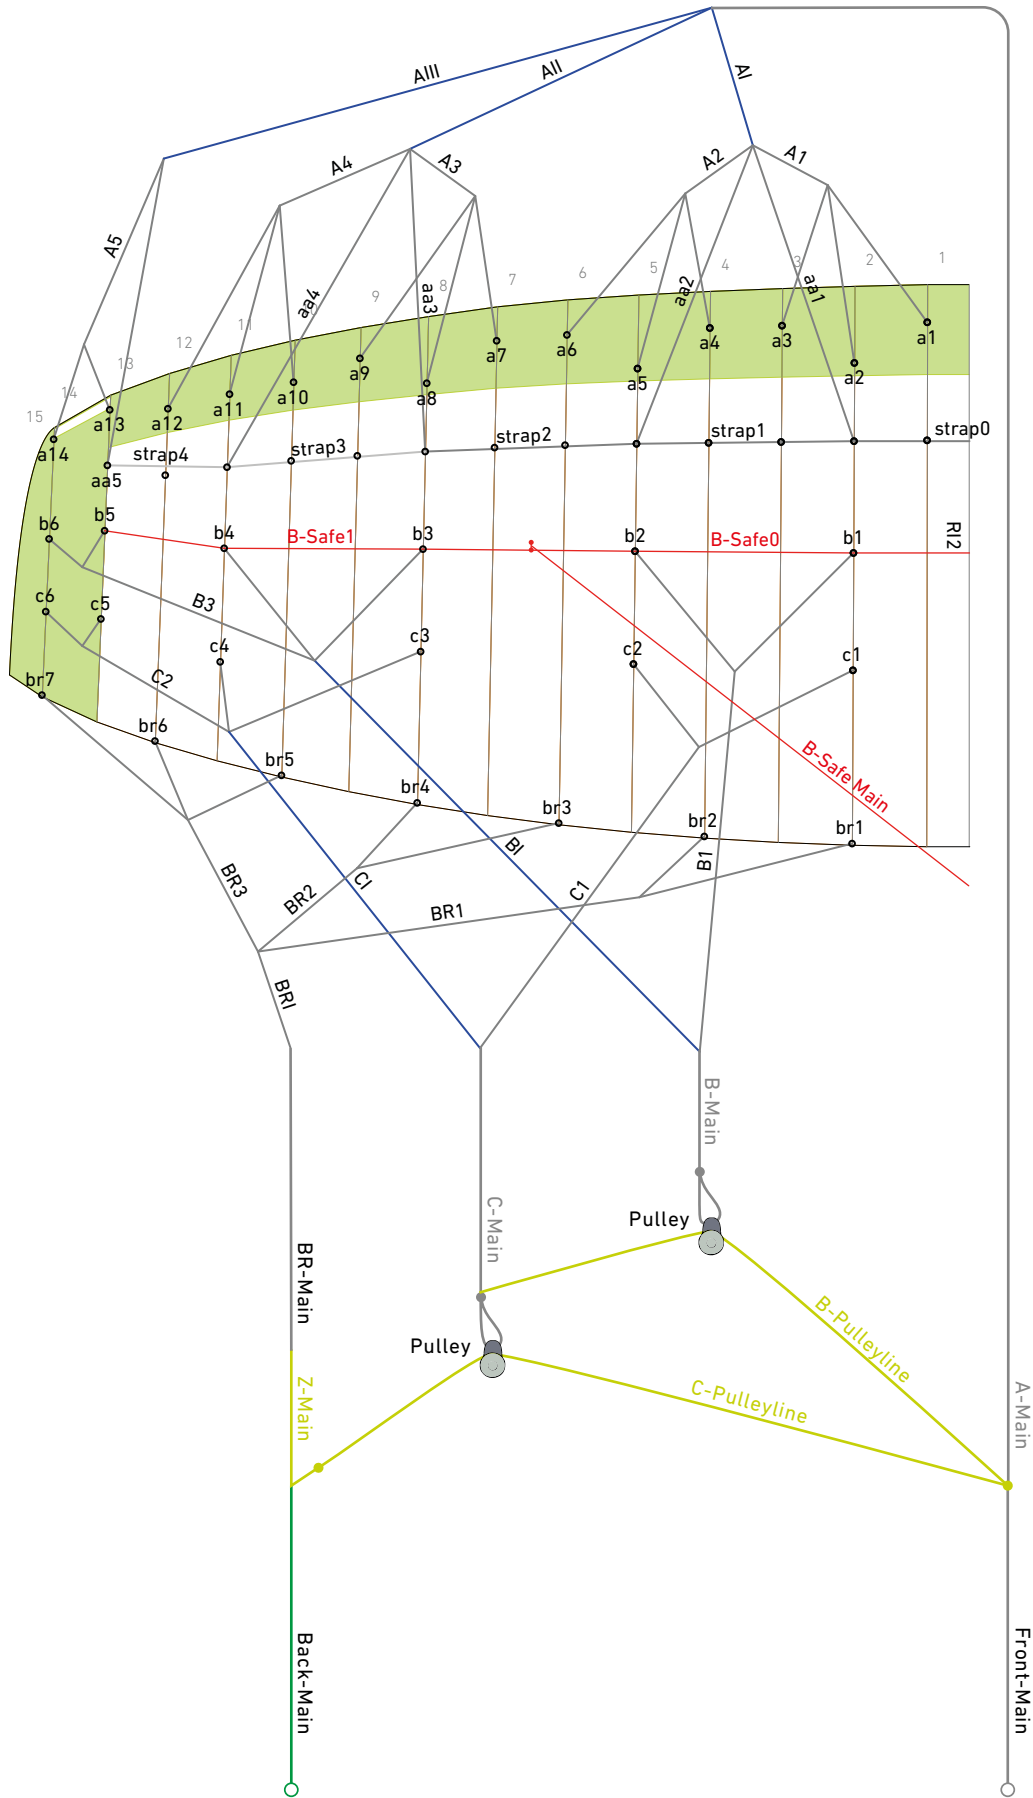 AIII
AII
AI
A4
A3
A2
A1
A5
1
2
3
4
5
6
7
8
9
11
12
13
14
15
aa4
aa3
aa2
aa1
a1
a2
a3
a4
a5
a6
a7
a8
a9
a10
a11
a12
a13
a14
aa5
strap4
strap3
strap2
strap1
strap0
b6
b5
b4
B-Safe1
b3
b2
B-Safe0
b1
RI2
B3
c6
c5
c4
c3
c2
c1
C2
br7
br6
br5
br4
br3
br2
br1
B-Safe Main
BI
B1
CI
C1
BR3
BR2
BR1
BRI
B-Main
C-Main
Pulley
BR-Main
Pulley
B-Pulleyline
C-Pulleyline
Z-Main
A-Main
Back-Main
Front-Main